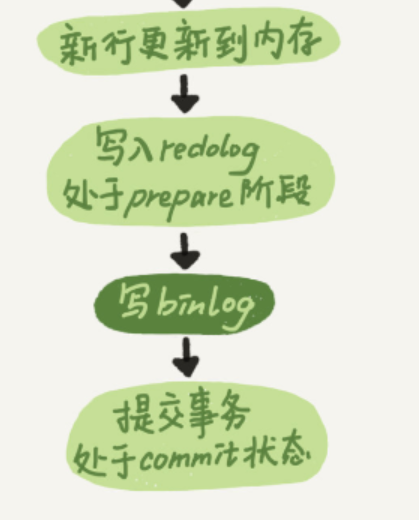 新行更新到内存
写入redolog
处于prepare阶段
写binlog
提交事务
处于commit状态